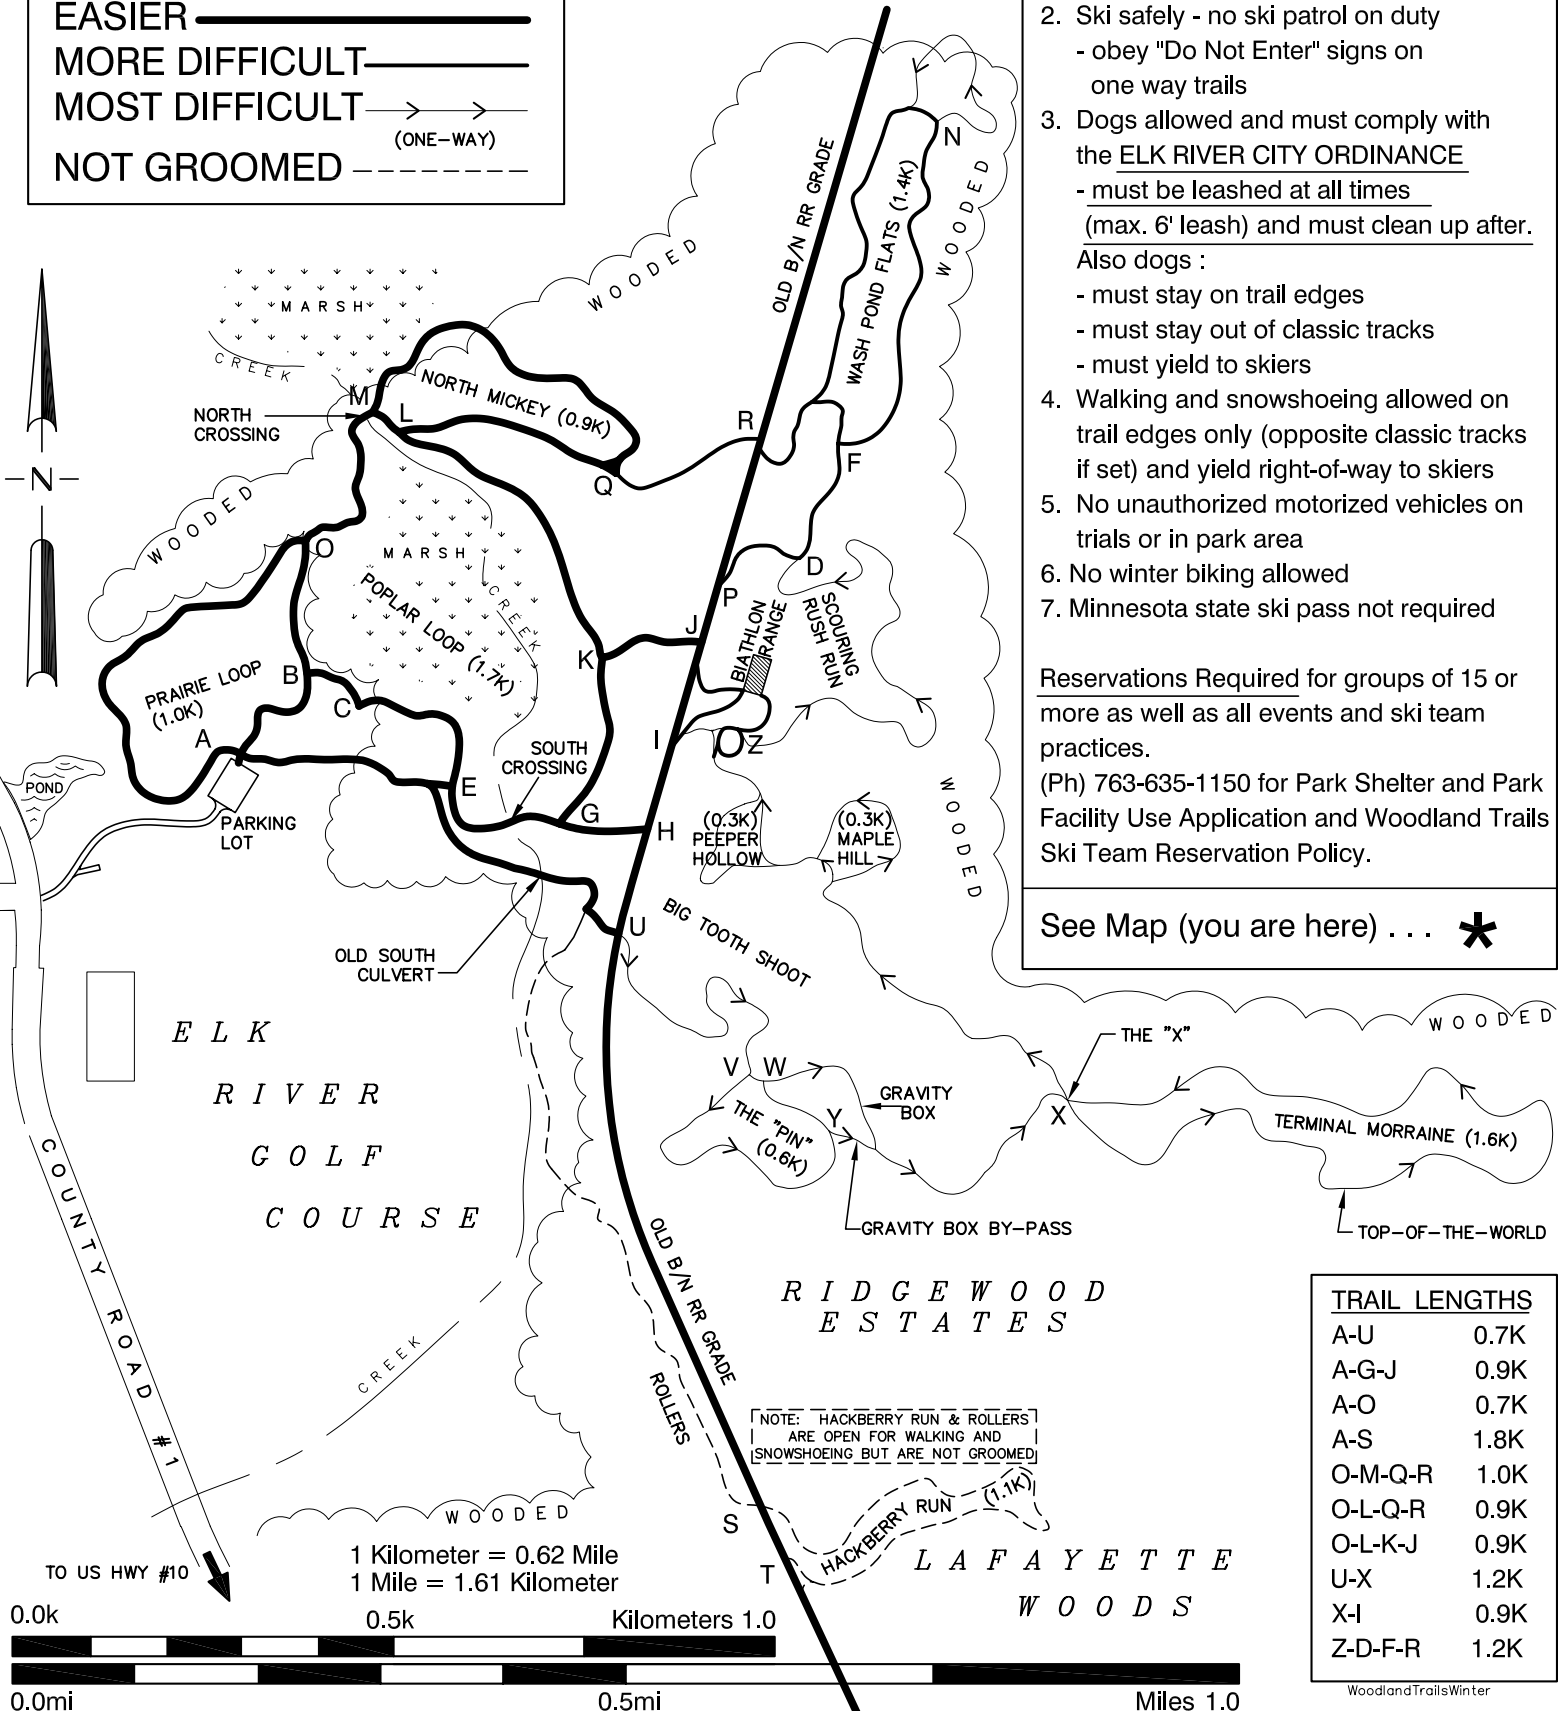 EASIER
MORE DIFFICULT
MOST DIFFICULT
(ONE-WAY)
NOT GROOMED
2. Ski safely - no ski patrol on duty
- obey "Do Not Enter" signs on
one way trails
3. Dogs allowed and must comply with
the ELK RIVER CITY ORDINANCE
- must be leashed at all times
(max. 6' leash) and must clean up after.
Also dogs :
- must stay on trail edges
- must stay out of classic tracks
- must yield to skiers
4. Walking and snowshoeing allowed on
trail edges only (opposite classic tracks
if set) and yield right-of-way to skiers
5. No unauthorized motorized vehicles on
trials or in park area
6. No winter biking allowed
7. Minnesota state ski pass not required
Reservations Required for groups of 15 or
more as well as all events and ski team
practices.
(Ph) 763-635-1150 for Park Shelter and Park
Facility Use Application and Woodland Trails
Ski Team Reservation Policy.
See Map (you are here) . . . *
N
OLD B/N RR GRADE
WASH POND FLATS (1.4K)
WOODED
WOODED
MARSH
CREEK
N
M
L
NORTH MICKEY (0.9K)
NORTH
CROSSING
R
F
Q
WOODED
O
MARSH
CREEK
POPLAR LOOP (1.7K)
D
P
J
K
BIATHLON
RANGE
SCOURING
RUSH RUN
B
C
PRAIRIE LOOP
(1.0K)
A
I
Z
SOUTH
CROSSING
E
G
H
POND
PARKING
LOT
(0.3K)
PEEPER
HOLLOW
(0.3K)
MAPLE
HILL
WOODED
U
BIG TOOTH SHOOT
OLD SOUTH
CULVERT
ELK
RIVER
GOLF
COURSE
WOODED
THE "X"
V W
GRAVITY
BOX
THE "PIN"
(0.6K)
Y
X
TERMINAL MORRAINE (1.6K)
GRAVITY BOX BY-PASS
TOP-OF-THE-WORLD
COUNTY ROAD #1
OLD B/N RR GRADE
RIDGEWOOD
ESTATES
CREEK
ROLLERS
NOTE: HACKBERRY RUN & ROLLERS
ARE OPEN FOR WALKING AND
SNOWSHOEING BUT ARE NOT GROOMED
WOODED
S
HACKBERRY RUN
(1.1K)
T
LAFAYETTE
WOODS
TRAIL LENGTHS
A-U 0.7K
A-G-J 0.9K
A-O 0.7K
A-S 1.8K
O-M-Q-R 1.0K
O-L-Q-R 0.9K
O-L-K-J 0.9K
U-X 1.2K
X-I 0.9K
Z-D-F-R 1.2K
WoodlandTrailsWinter
TO US HWY #10
1 Kilometer = 0.62 Mile
1 Mile = 1.61 Kilometer
0.0k 0.5k Kilometers 1.0
0.0mi 0.5mi Miles 1.0